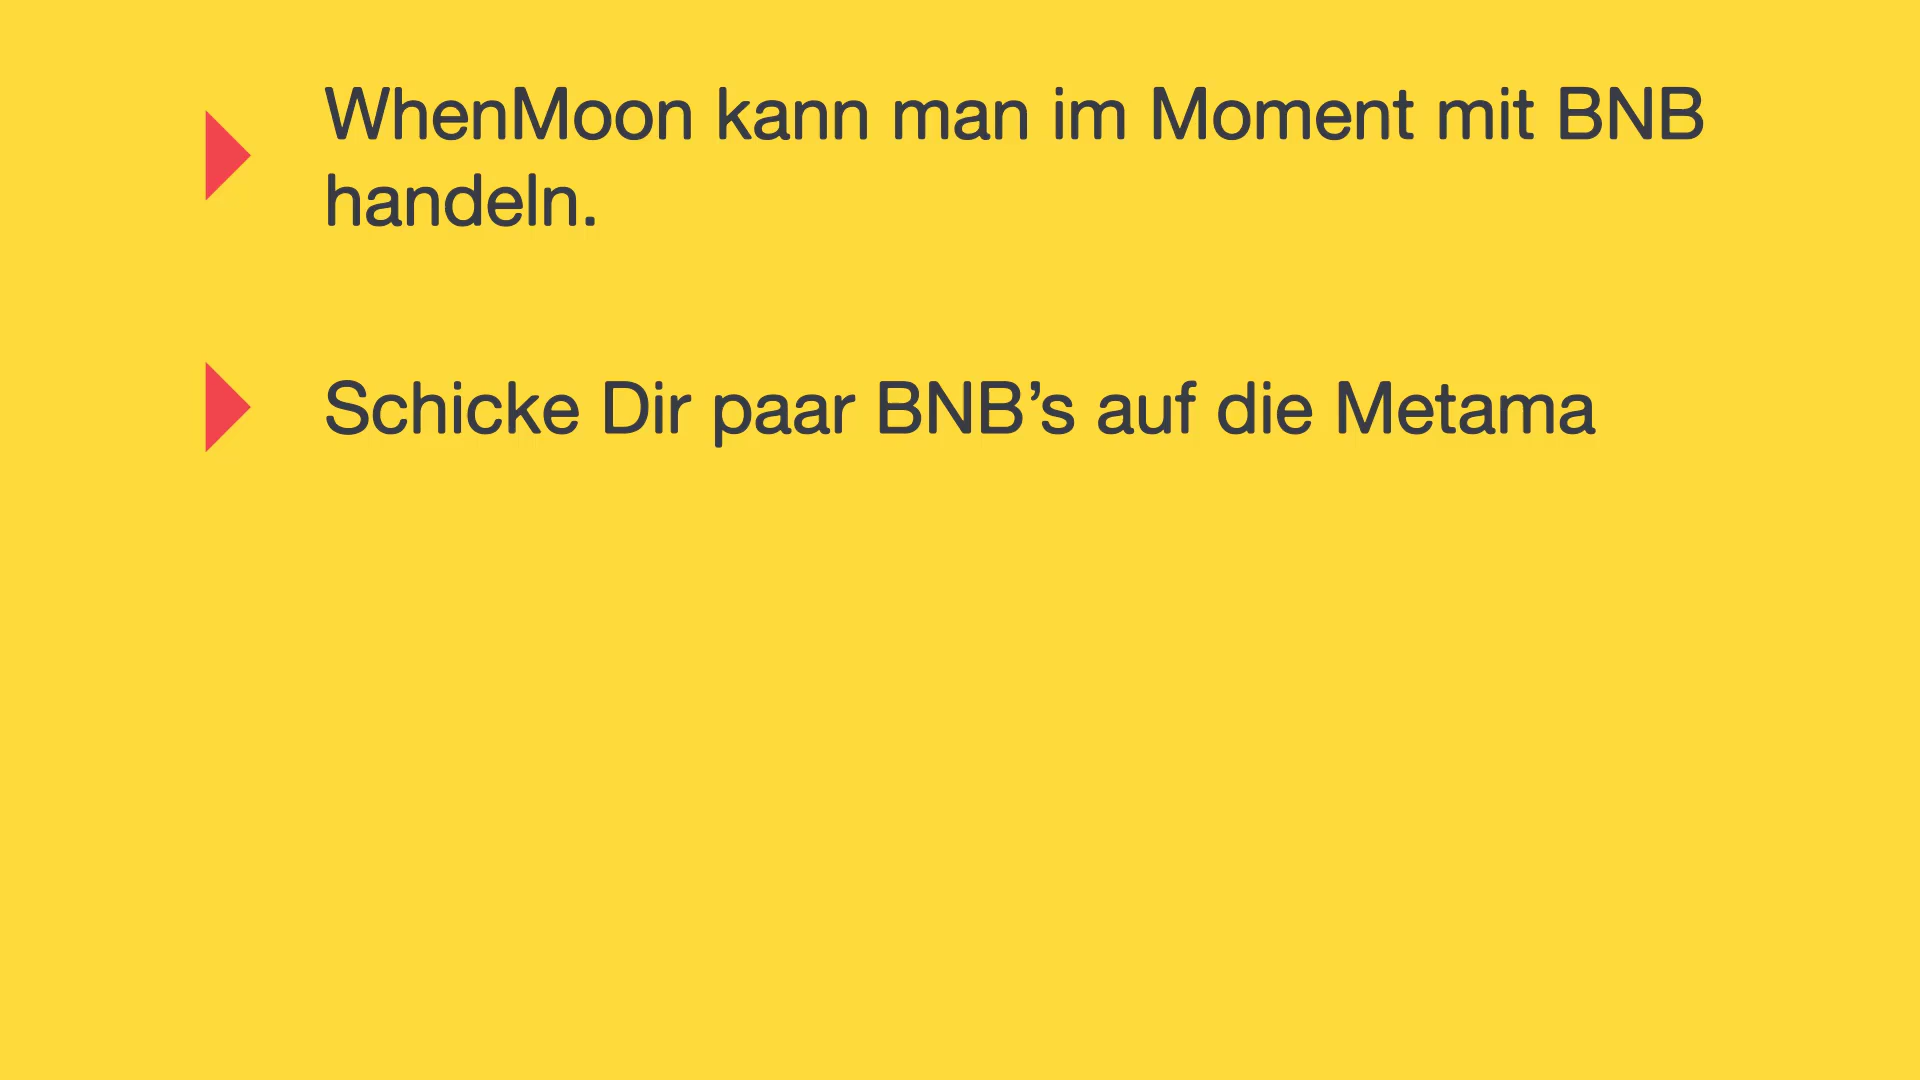 WhenMoon kann man im Moment mit BNB
handeln.
Schicke Dir paar BNB’s auf die Metama